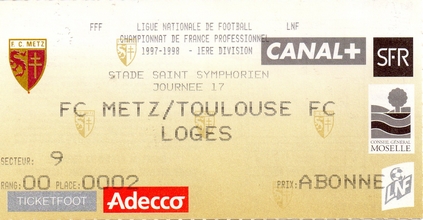 FFF LIGUE NATIONALE DE FOOTBALL LNF
CHAMPIONNAT DE FRANCE PROFESSIONNEL
1997-1998 - 1ERE DIVISION
F.C. METZ
CANAL+
SFR
STADE SAINT SYMPHORIEN
JOURNEE 17
FC METZ/TOULOUSE FC
LOGES
CONSEIL GENERAL
MOSELLE
SECTEUR: 9
RANG: 00 PLACE: 0002 PRIX: ABONNE
TICKETFOOT
Adecco
LNF